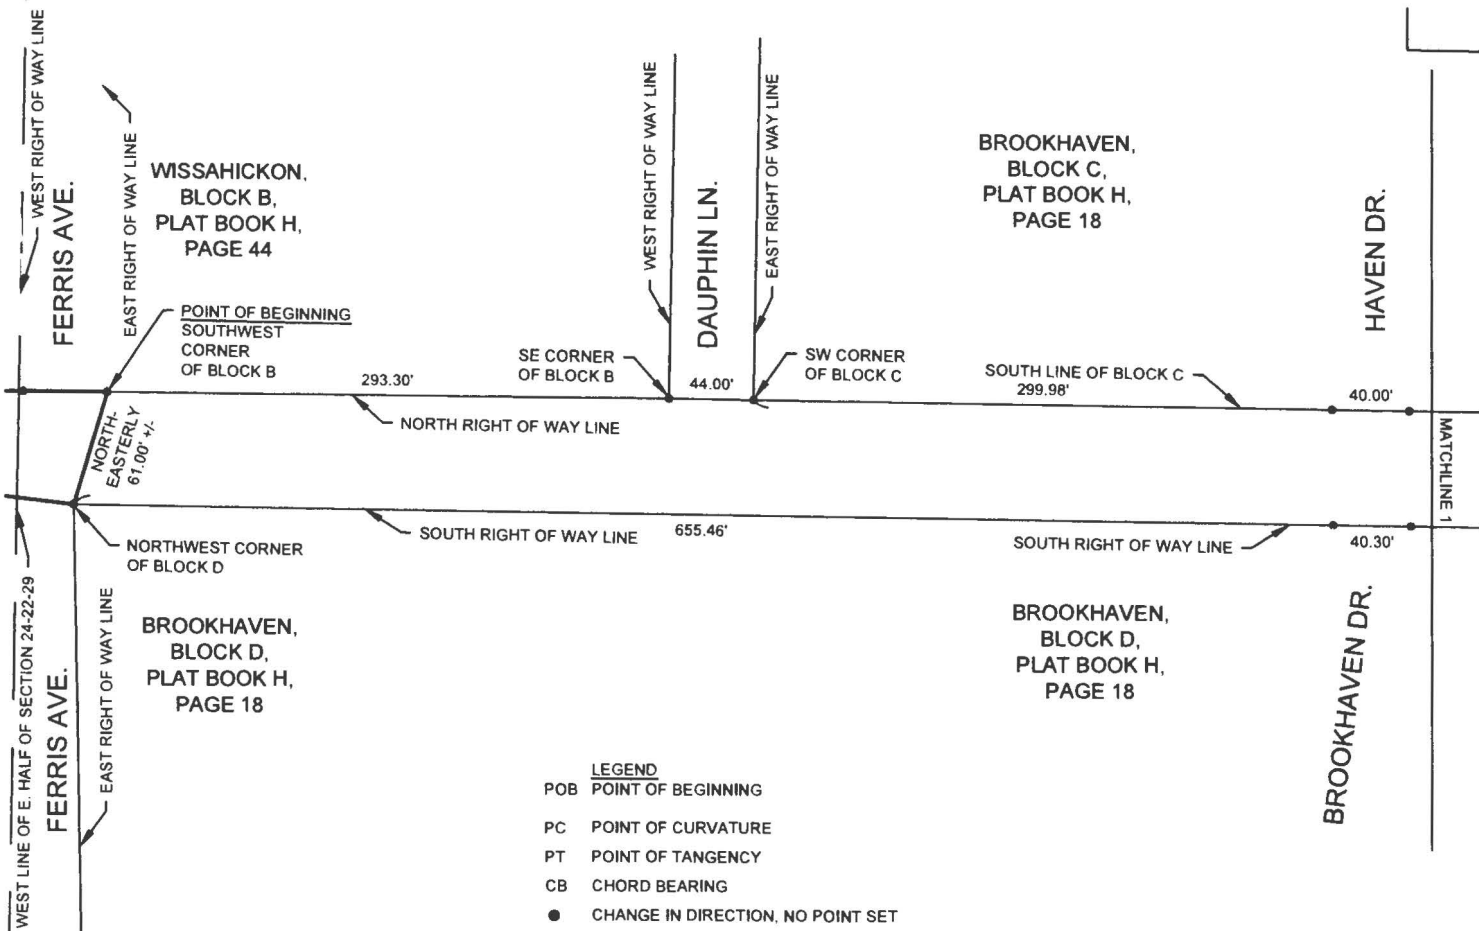 WEST RIGHT OF WAY LINE
FERRIS AVE.
EAST RIGHT OF WAY LINE
WISSAHICKON,
BLOCK B,
PLAT BOOK H,
PAGE 44
POINT OF BEGINNING
SOUTHWEST
CORNER
OF BLOCK B
293.30'
NORTH RIGHT OF WAY LINE
SE CORNER
OF BLOCK B
WEST RIGHT OF WAY LINE
DAUPHIN LN.
EAST RIGHT OF WAY LINE
44.00'
SW CORNER
OF BLOCK C
BROOKHAVEN,
BLOCK C,
PLAT BOOK H,
PAGE 18
SOUTH LINE OF BLOCK C
299.98'
HAVEN DR.
40.00'
MATCHLINE 1
NORTH-
EASTERLY
61.00' +/-
NORTHWEST CORNER
OF BLOCK D
SOUTH RIGHT OF WAY LINE
655.46'
SOUTH RIGHT OF WAY LINE
40.30'
WEST LINE OF E. HALF OF SECTION 24-22-29
FERRIS AVE.
EAST RIGHT OF WAY LINE
BROOKHAVEN,
BLOCK D,
PLAT BOOK H,
PAGE 18
BROOKHAVEN,
BLOCK D,
PLAT BOOK H,
PAGE 18
BROOKHAVEN DR.
LEGEND
POB POINT OF BEGINNING
PC POINT OF CURVATURE
PT POINT OF TANGENCY
CB CHORD BEARING
● CHANGE IN DIRECTION, NO POINT SET